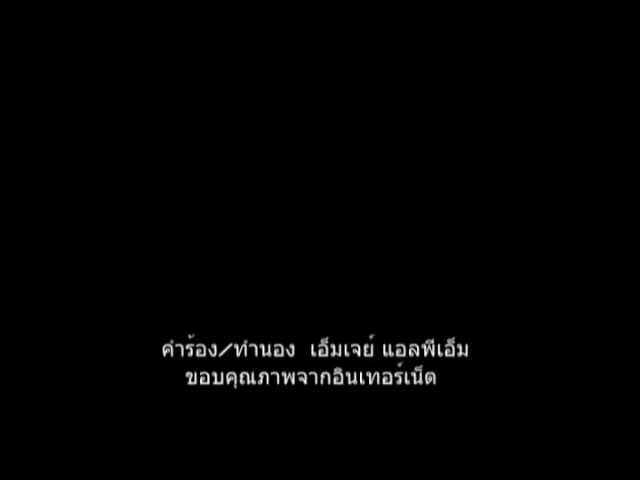 คำร้อง/ทำนอง เอ็มเจย์ แอลพีเอ็ม
ขอบคุณภาพจากอินเทอร์เน็ต